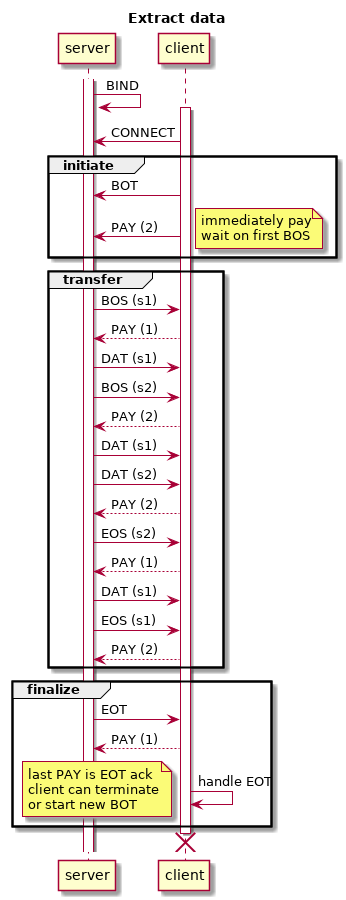 Extract data
server client
BIND
CONNECT
initiate
BOT
immediately pay
wait on first BOS
PAY (2)
transfer
BOS (s1)
PAY (1)
DAT (s1)
BOS (s2)
PAY (2)
DAT (s1)
DAT (s2)
PAY (2)
EOS (s2)
PAY (1)
DAT (s1)
EOS (s1)
PAY (2)
finalize
EOT
PAY (1)
last PAY is EOT ack
client can terminate
or start new BOT
handle EOT
server client